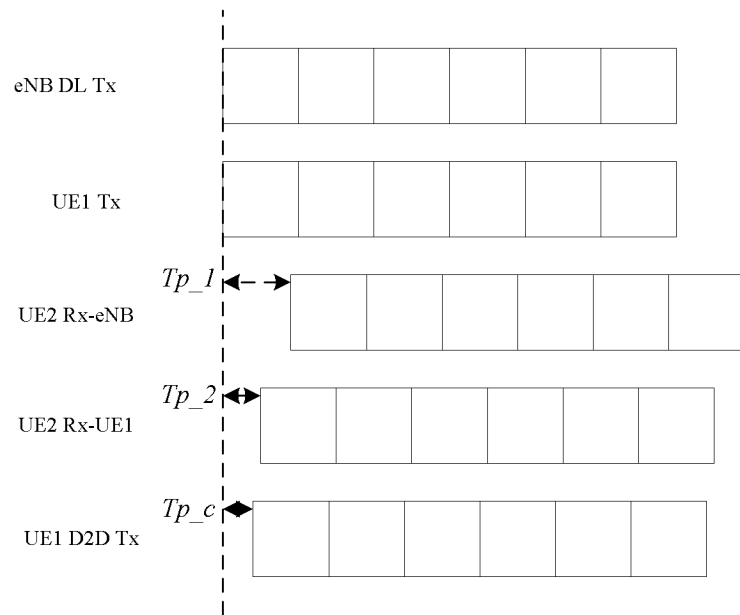 eNB DL Tx
UE1 Tx
Tp_1
UE2 Rx-eNB
Tp_2
UE2 Rx-UE1
Tp_c
UE1 D2D Tx